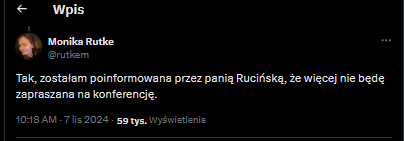 Wpis
Monika Rutke
@rutkem
Tak, zostałam poinformowana przez panią Rucińską, że więcej nie będę
zapraszana na konferencję.
10:18 AM · 7 lis 2024 · 59 tys. Wyświetlenia